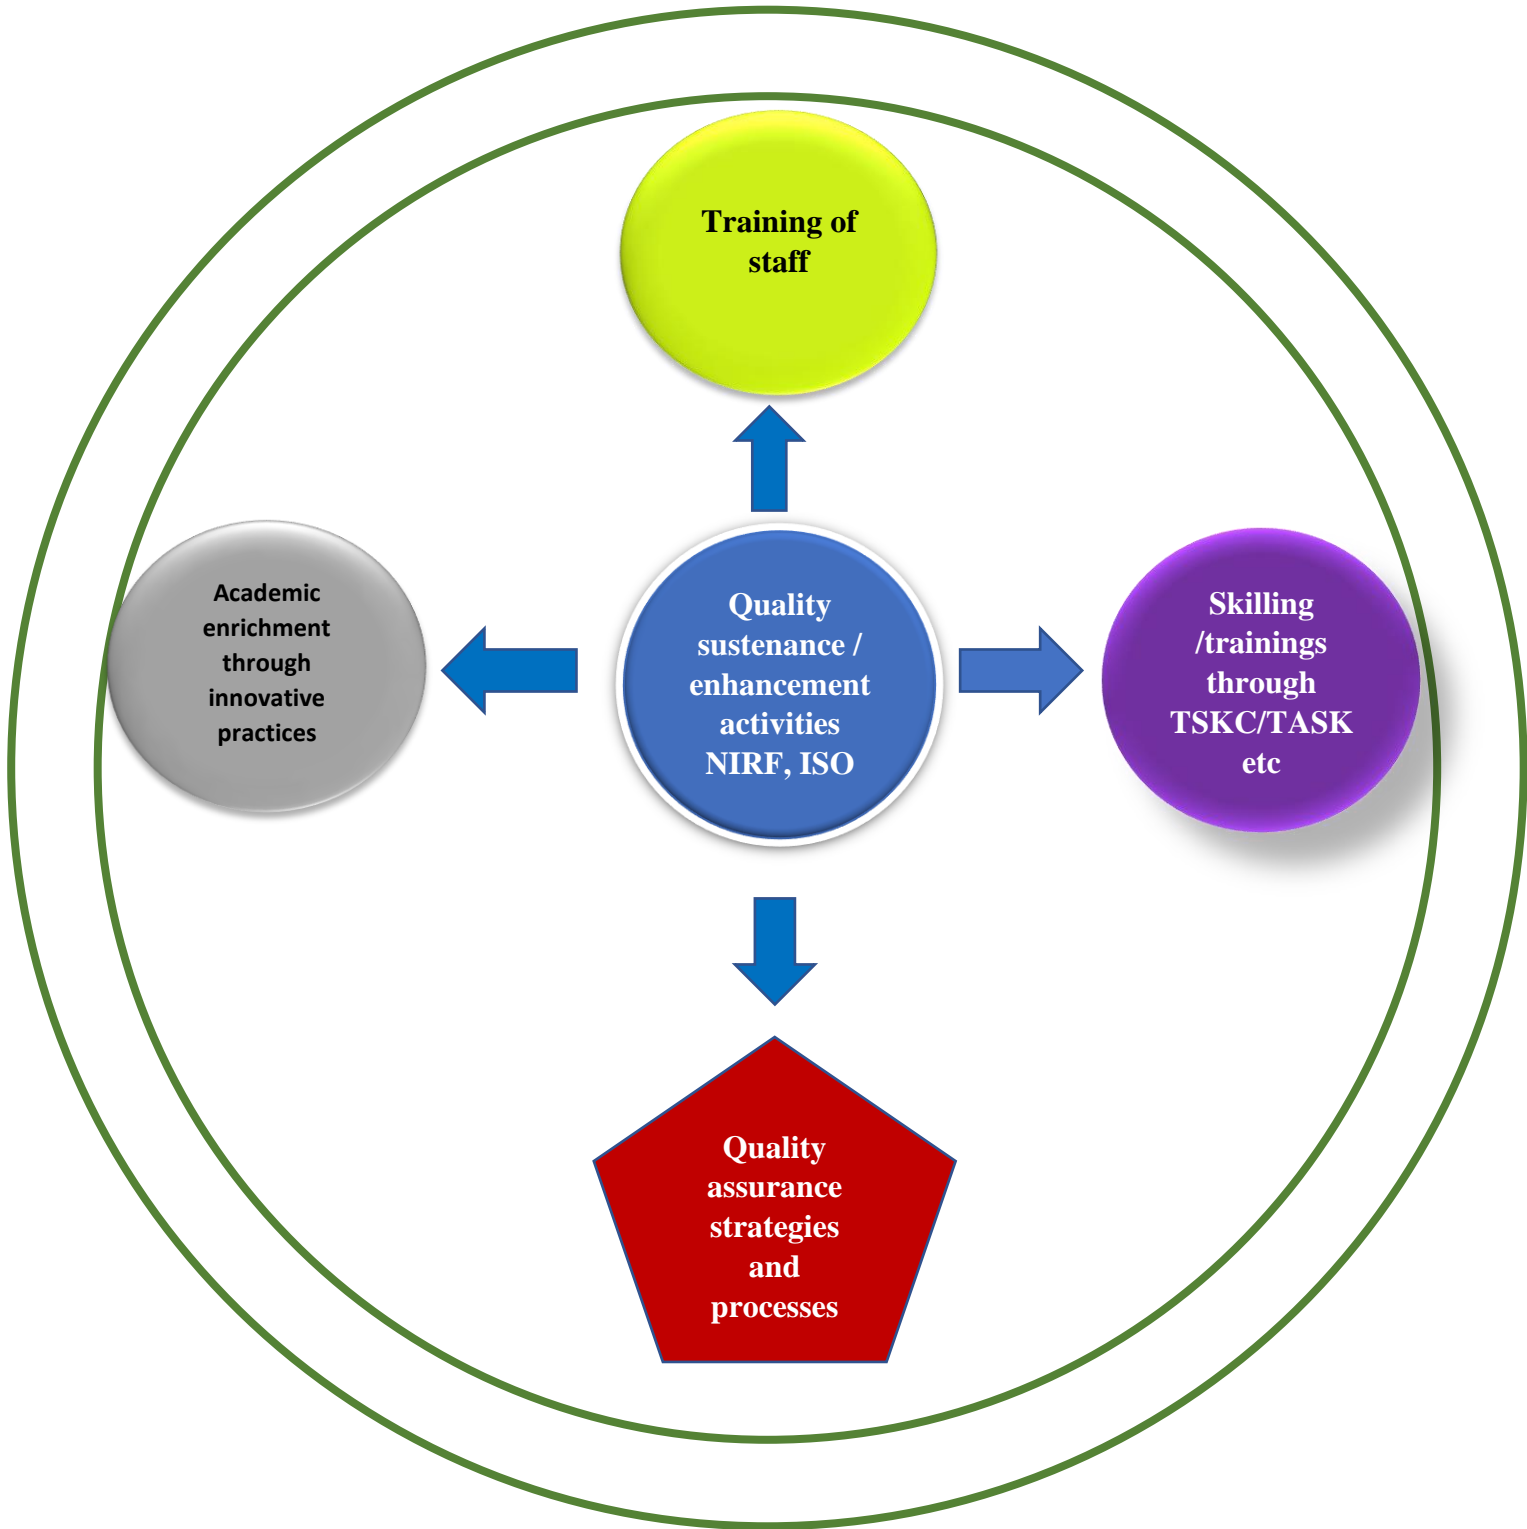 Training of
staff
Academic
enrichment
through
innovative
practices
Quality
sustenance /
enhancement
activities
NIRF, ISO
Skilling
/trainings
through
TSKC/TASK
etc
Quality
assurance
strategies
and
processes